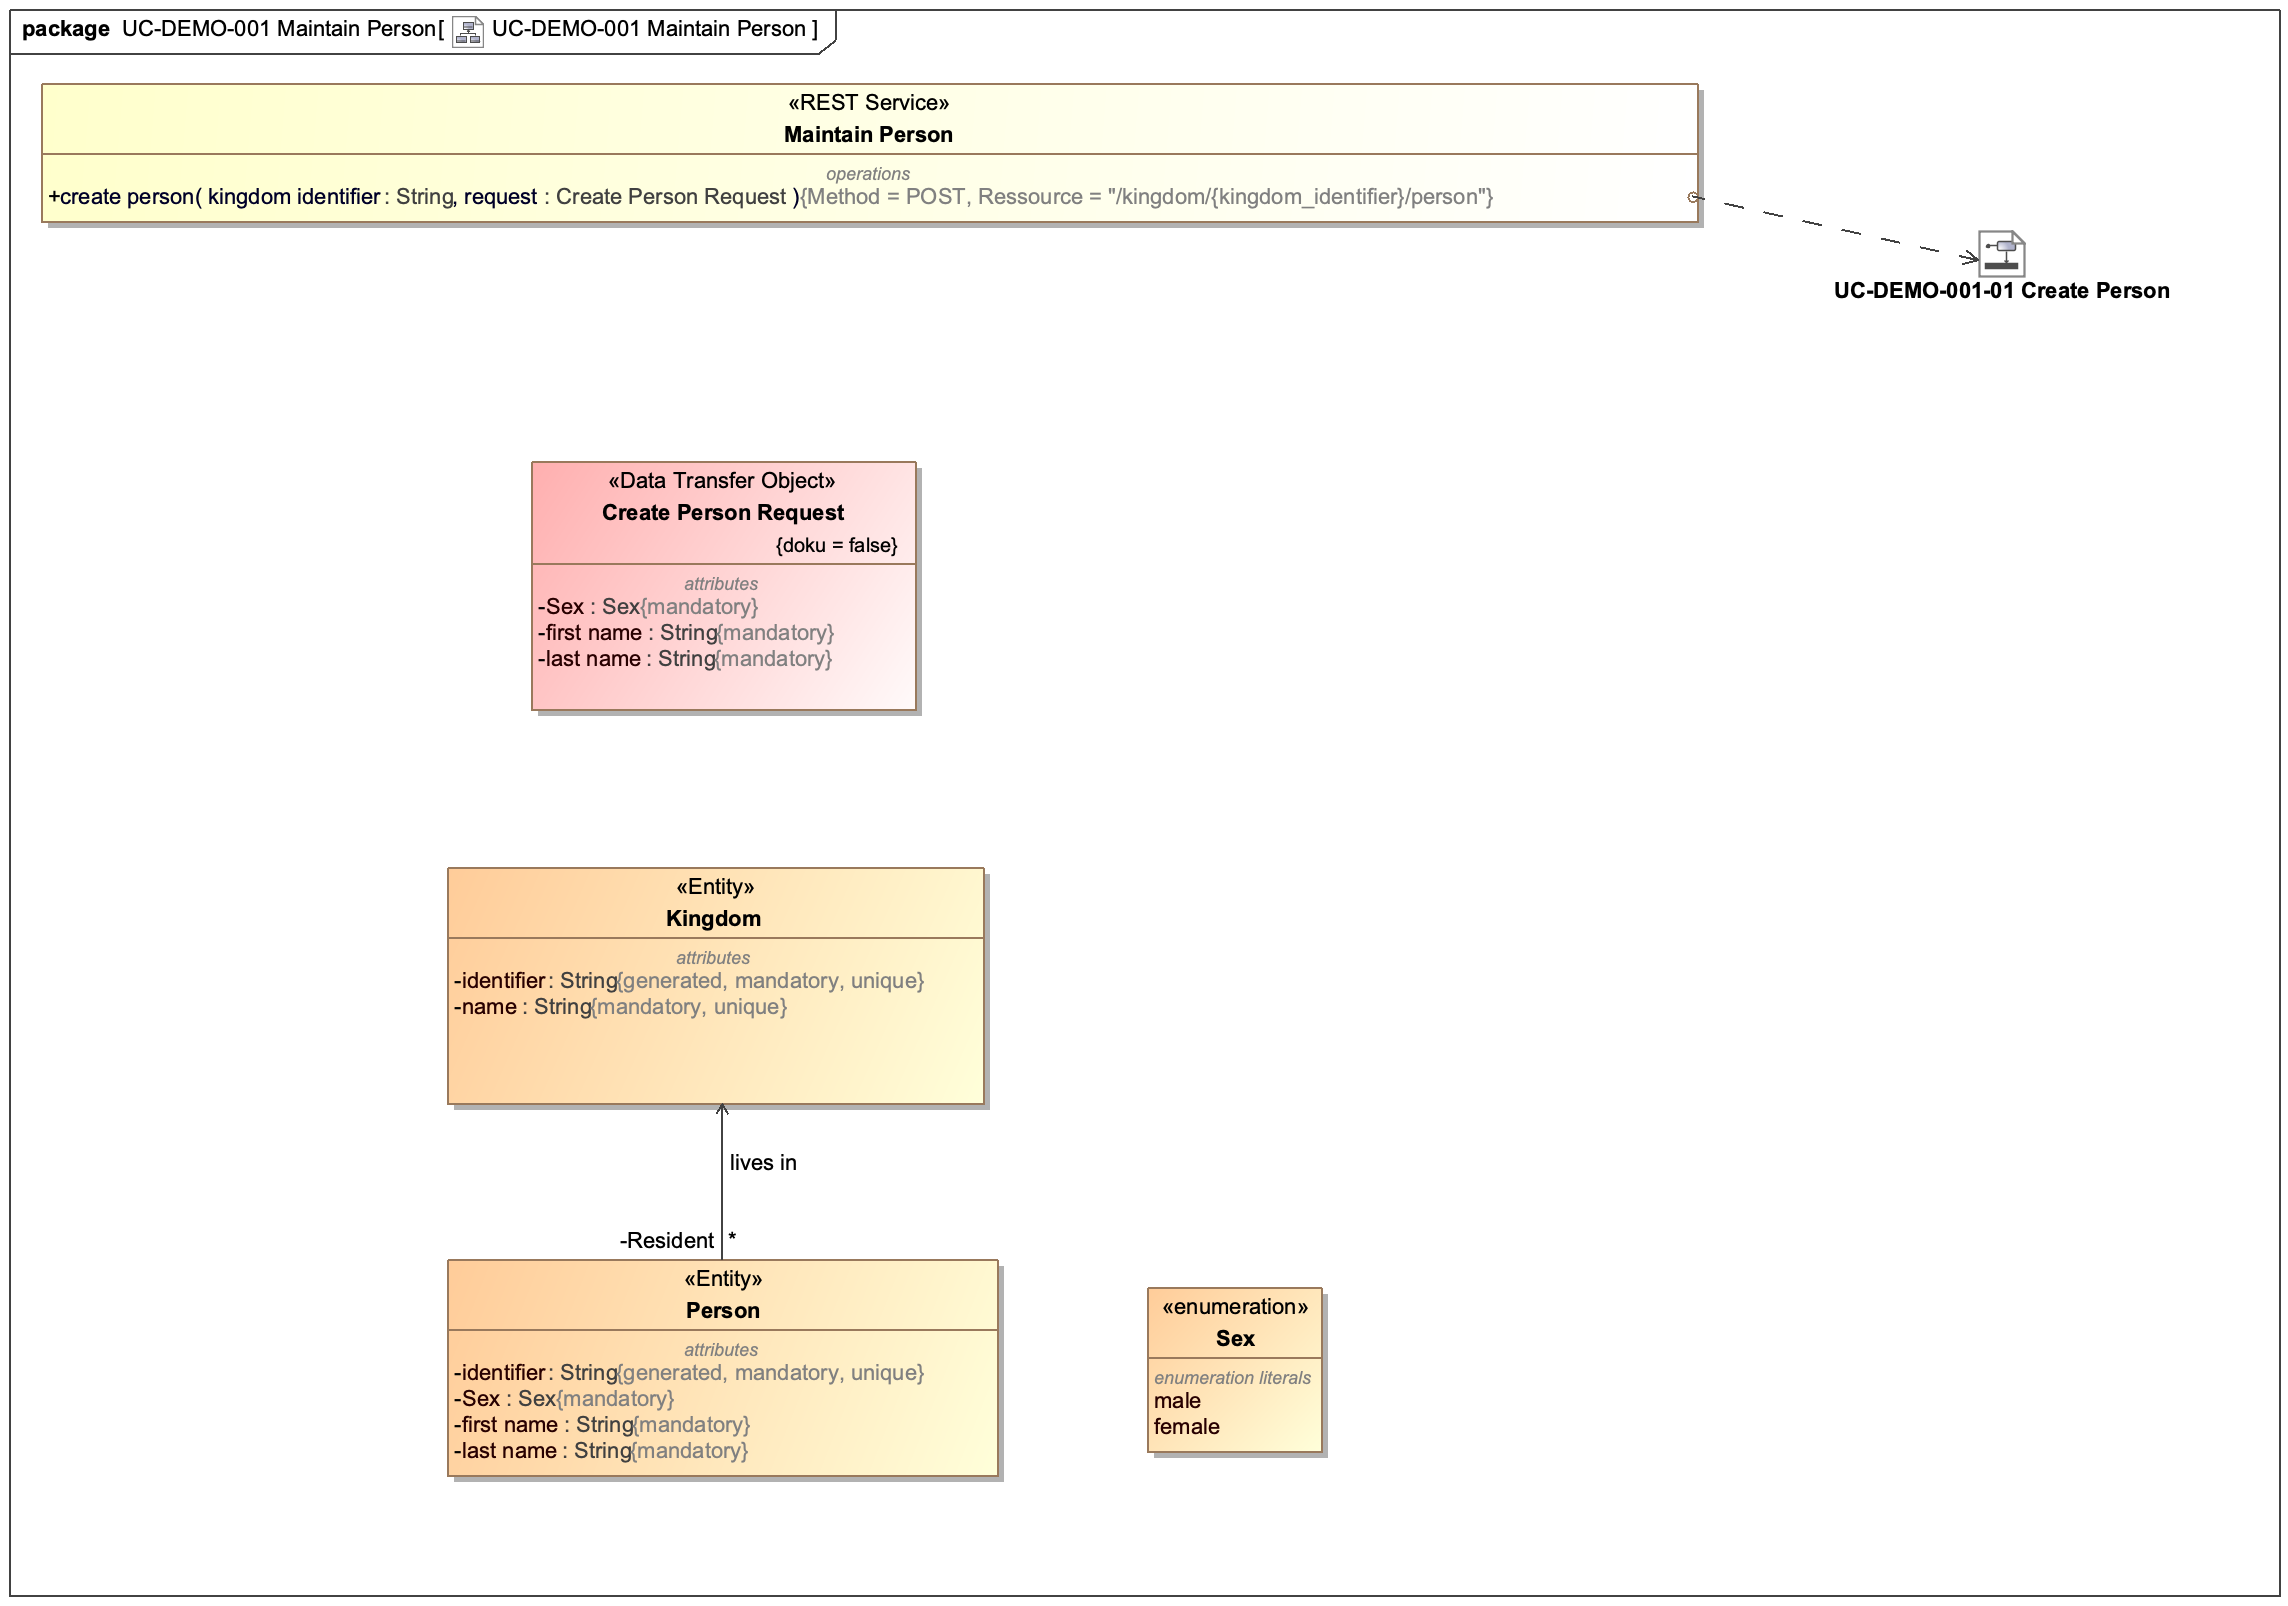 package UC-DEMO-001 Maintain Person[ UC-DEMO-001 Maintain Person ]
«REST Service»
Maintain Person
operations
+create person( kingdom identifier : String, request : Create Person Request ){Method = POST, Ressource = "/kingdom/{kingdom_identifier}/person"}
UC-DEMO-001-01 Create Person
«Data Transfer Object»
Create Person Request
{doku = false}
attributes
-Sex : Sex{mandatory}
-first name : String{mandatory}
-last name : String{mandatory}
«Entity»
Kingdom
attributes
-identifier : String{generated, mandatory, unique}
-name : String{mandatory, unique}
lives in
-Resident *
«Entity»
Person
attributes
-identifier : String{generated, mandatory, unique}
-Sex : Sex{mandatory}
-first name : String{mandatory}
-last name : String{mandatory}
«enumeration»
Sex
enumeration literals
male
female